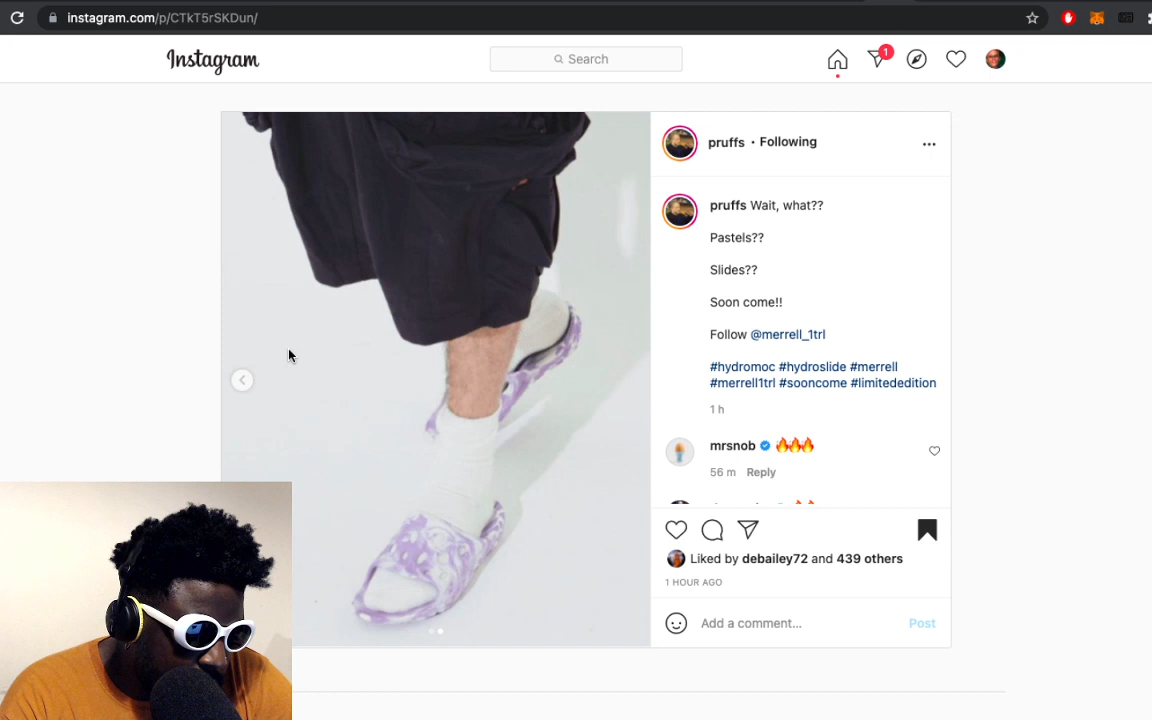 instagram.com/p/CTkT5rSKDun/
Instagram
Search
1
pruffs • Following
pruffs Wait, what??
Pastels??
Slides??
Soon come!!
Follow @merrell_1trl
#hydromoc #hydroslide #merrell
#merrell1trl #sooncome #limitededition
1 h
mrsnob 🔥🔥🔥
56 m Reply
Liked by debailey72 and 439 others
1 HOUR AGO
Add a comment... Post